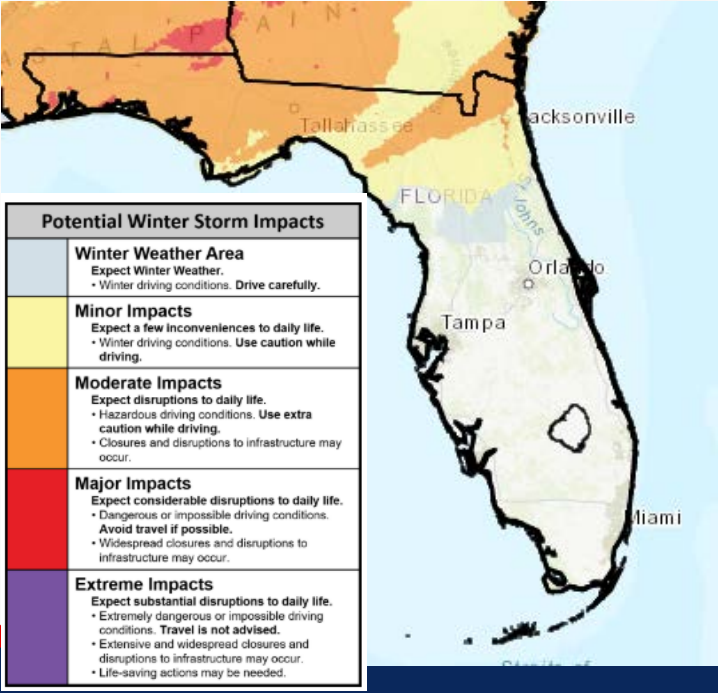 STAL PLAIN
Tallahassee
Jacksonville
FLORIDA
St Johns
Orlando
Tampa
Miami
Straits of
Potential Winter Storm Impacts
Winter Weather Area
Expect Winter Weather.
• Winter driving conditions. Drive carefully.
Minor Impacts
Expect a few inconveniences to daily life.
• Winter driving conditions. Use caution while
driving.
Moderate Impacts
Expect disruptions to daily life.
• Hazardous driving conditions. Use extra
caution while driving.
• Closures and disruptions to infrastructure may
occur.
Major Impacts
Expect considerable disruptions to daily life.
• Dangerous or impossible driving conditions.
Avoid travel if possible.
• Widespread closures and disruptions to
infrastructure may occur.
Extreme Impacts
Expect substantial disruptions to daily life.
• Extremely dangerous or impossible driving
conditions. Travel is not advised.
• Extensive and widespread closures and
disruptions to infrastructure may occur.
• Life-saving actions may be needed.